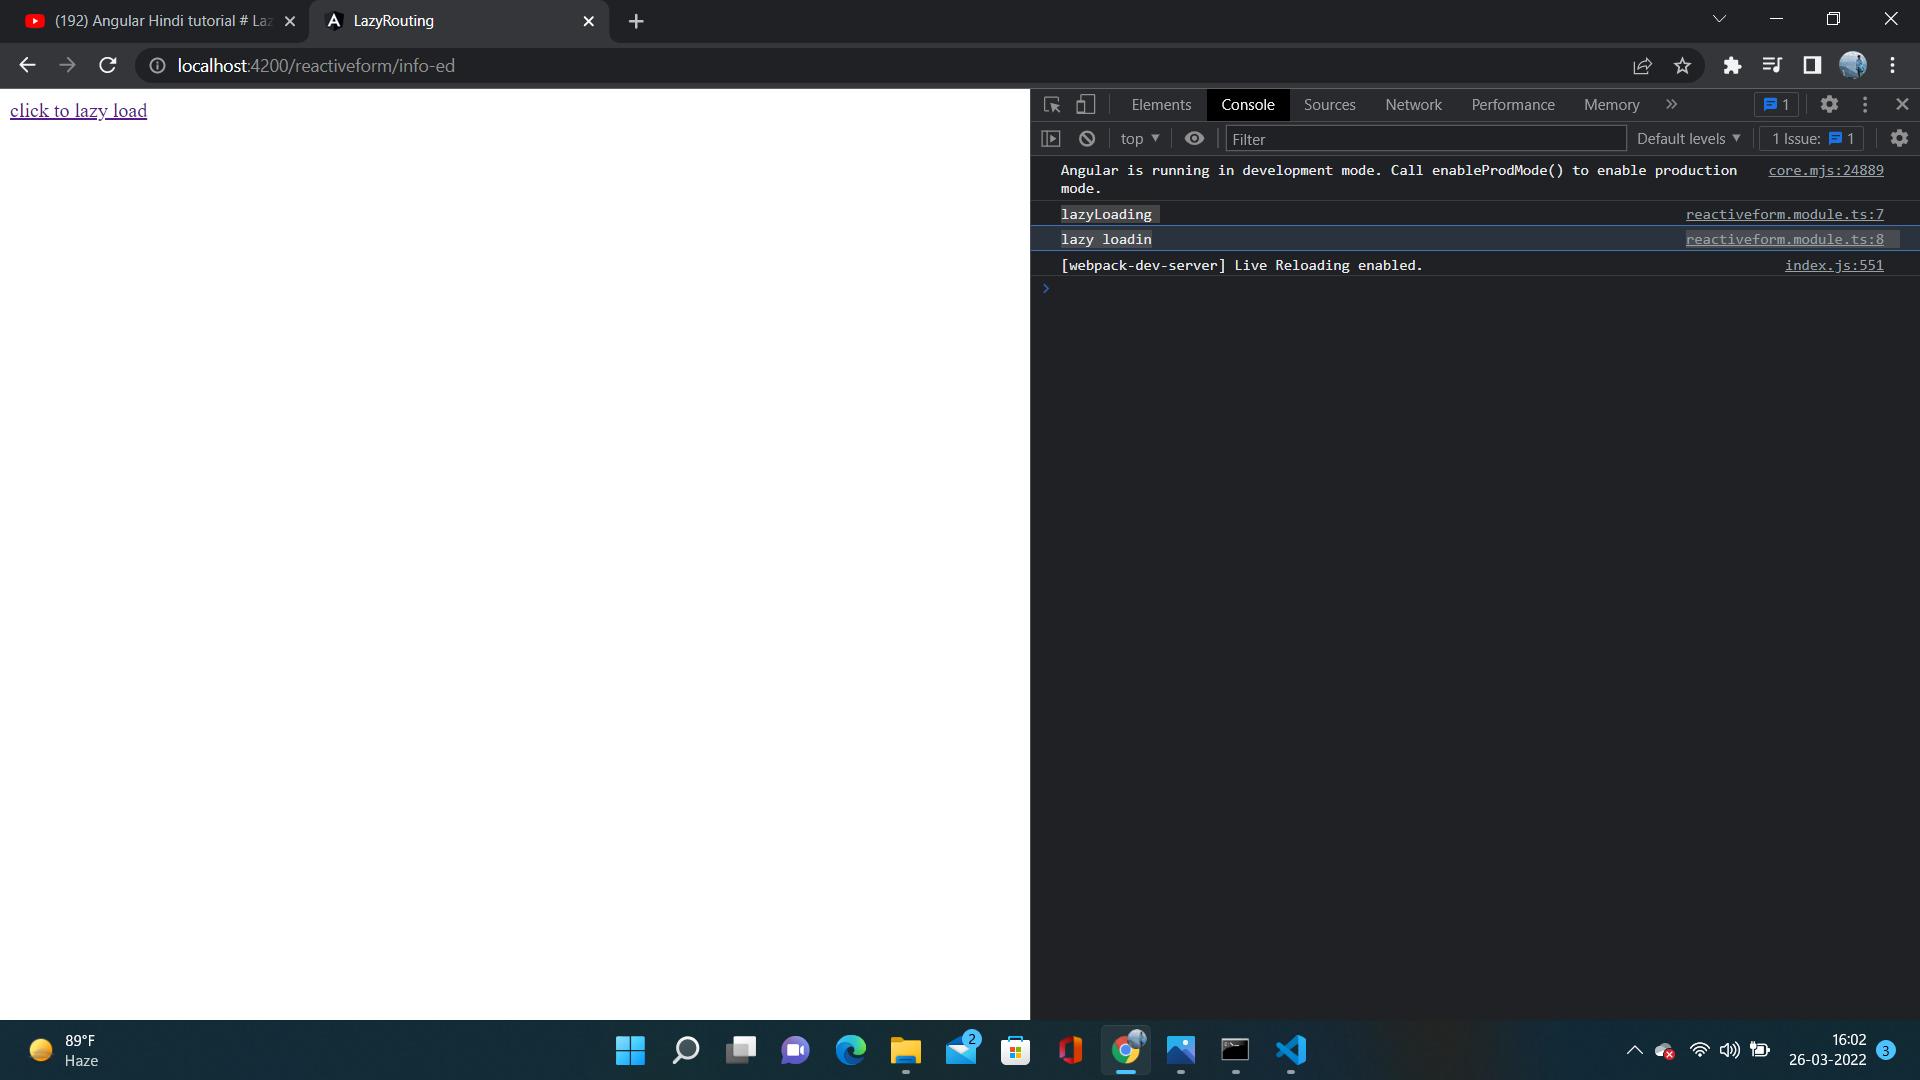 (192) Angular Hindi tutorial # Laz
LazyRouting
localhost:4200/reactiveform/info-ed
click to lazy load
Elements Console Sources Network Performance Memory 1
top Filter Default levels 1 Issue: 1
Angular is running in development mode. Call enableProdMode() to enable production core.mjs:24889
mode.
lazyLoading reactiveform.module.ts:7
lazy loadin reactiveform.module.ts:8
[webpack-dev-server] Live Reloading enabled. index.js:551
89°F
Haze
2
16:02
26-03-2022
3